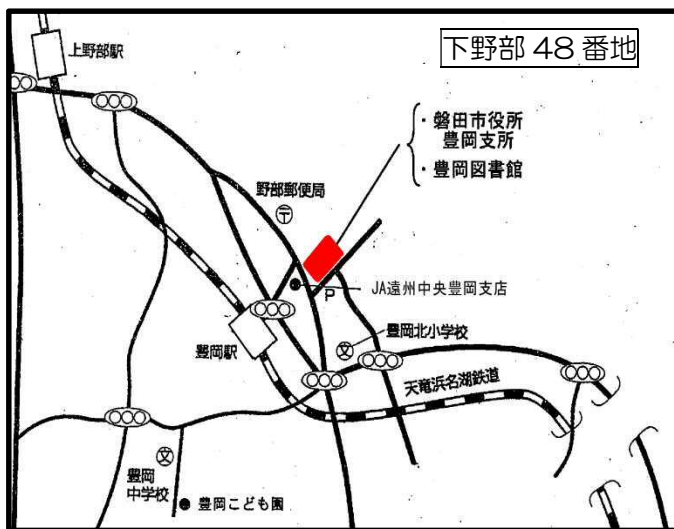 下野部 48 番地
上野部駅
・磐田市役所
豊岡支所
・豊岡図書館
野部郵便局
〒
JA遠州中央豊岡支店
P
豊岡駅
文
豊岡北小学校
天竜浜名湖鉄道
文
豊岡
中学校
豊岡こども園